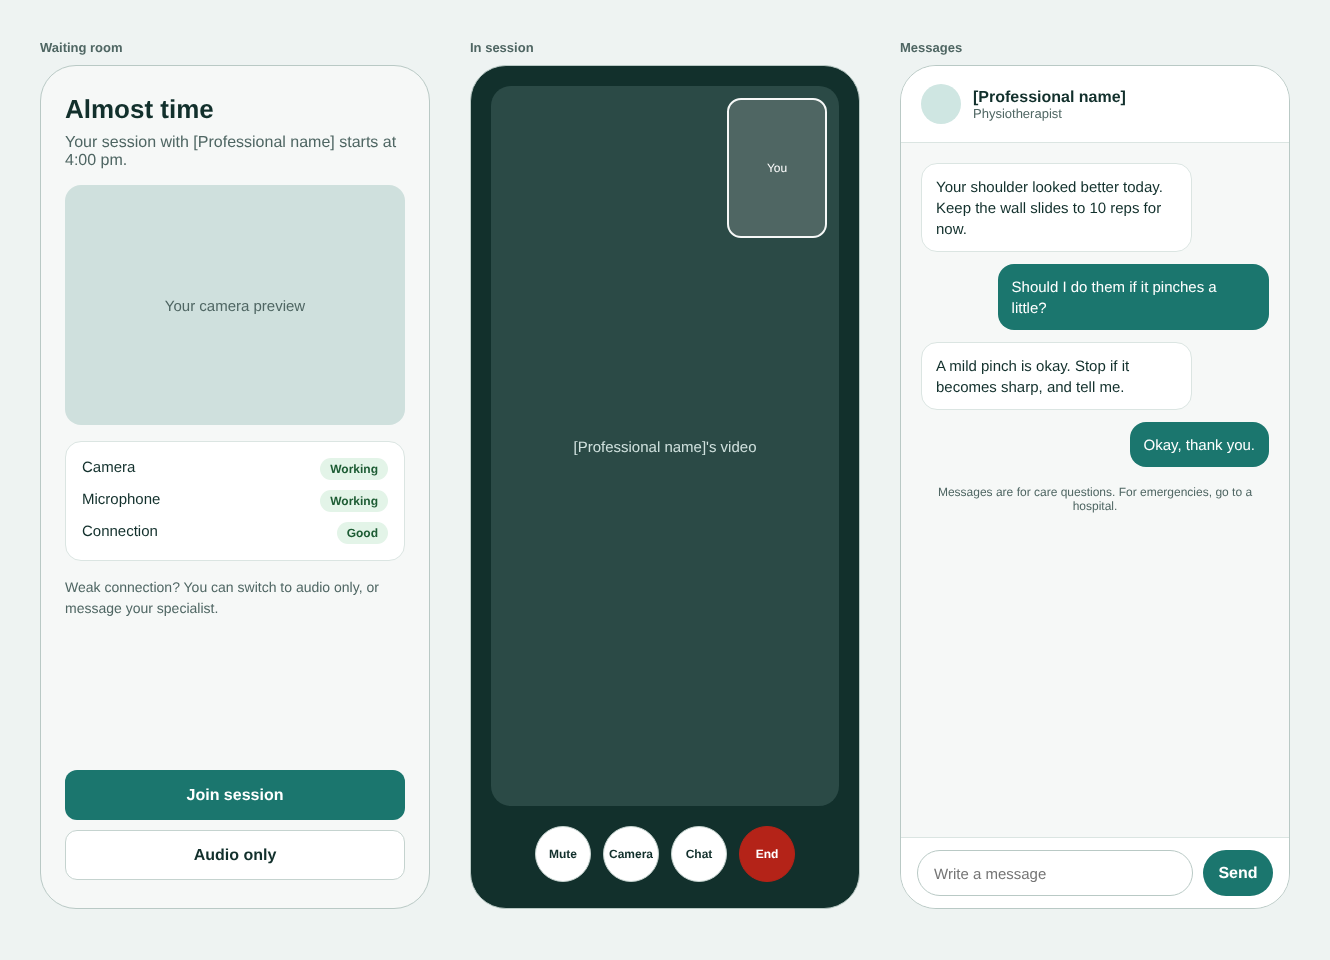 Waiting room
Almost time
Your session with [Professional name] starts at
4:00 pm.
Your camera preview
Camera
Working
Microphone
Working
Connection
Good
Weak connection? You can switch to audio only, or
message your specialist.
Join session
Audio only
In session
You
[Professional name]'s video
Mute
Camera
Chat
End
Messages
[Professional name]
Physiotherapist
Your shoulder looked better today.
Keep the wall slides to 10 reps for
now.
Should I do them if it pinches a
little?
A mild pinch is okay. Stop if it
becomes sharp, and tell me.
Okay, thank you.
Messages are for care questions. For emergencies, go to a
hospital.
Write a message
Send